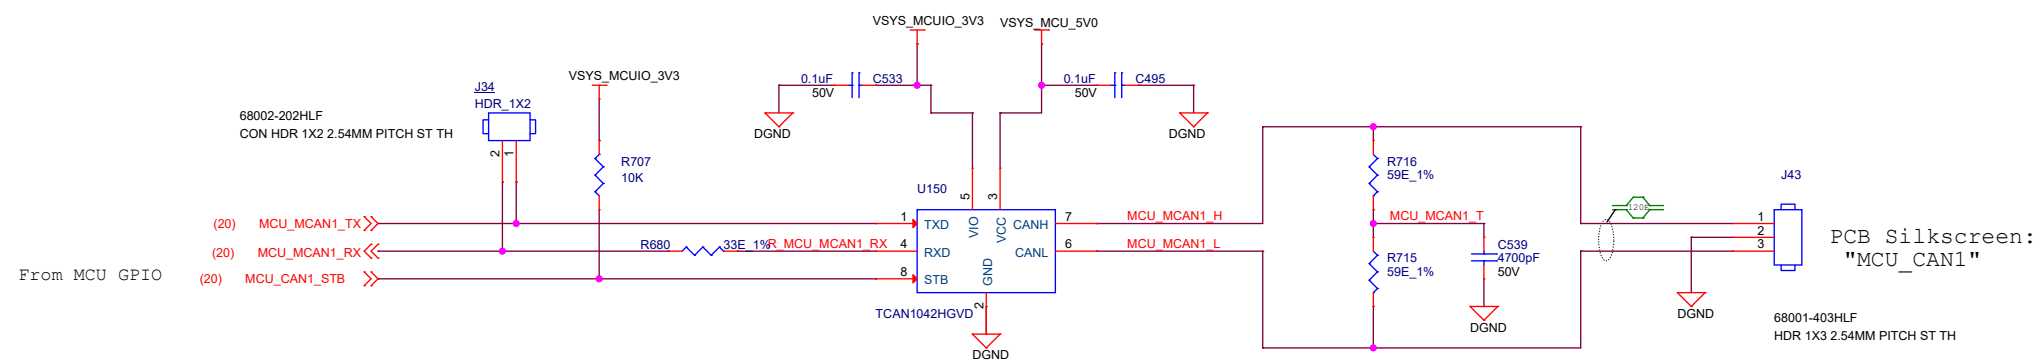 VSYS_MCUIO_3V3
VSYS_MCU_5V0
VSYS_MCUIO_3V3
0.1uF
C533
50V
0.1uF
C495
50V
J34
HDR_1X2
68002-202HLF
CON HDR 1X2 2.54MM PITCH ST TH
DGND
DGND
2
1
R707
10K
R716
59E_1%
J43
U150
5
3
(20)
MCU_MCAN1_TX
1
TXD
VIO
VCC
CANH
7
MCU_MCAN1_H
MCU_MCAN1_T
120E
1
2
3
(20)
MCU_MCAN1_RX
R680
33E_1%
R_MCU_MCAN1_RX
4
RXD
CANL
6
MCU_MCAN1_L
C539
4700pF
50V
PCB Silkscreen:
"MCU_CAN1"
From MCU GPIO
(20)
MCU_CAN1_STB
8
STB
GND
R715
59E_1%
2
TCAN1042HGVD
DGND
DGND
DGND
68001-403HLF
HDR 1X3 2.54MM PITCH ST TH